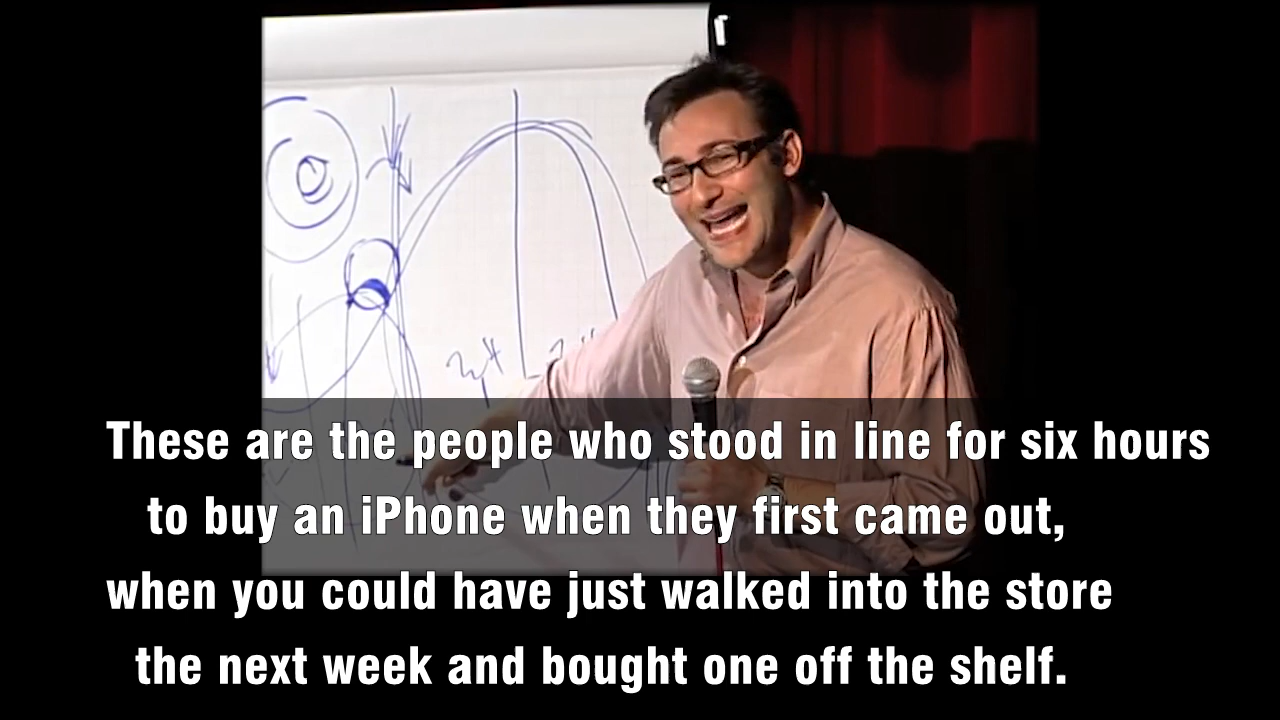 These are the people who stood in line for six hours
to buy an iPhone when they first came out,
when you could have just walked into the store
the next week and bought one off the shelf.